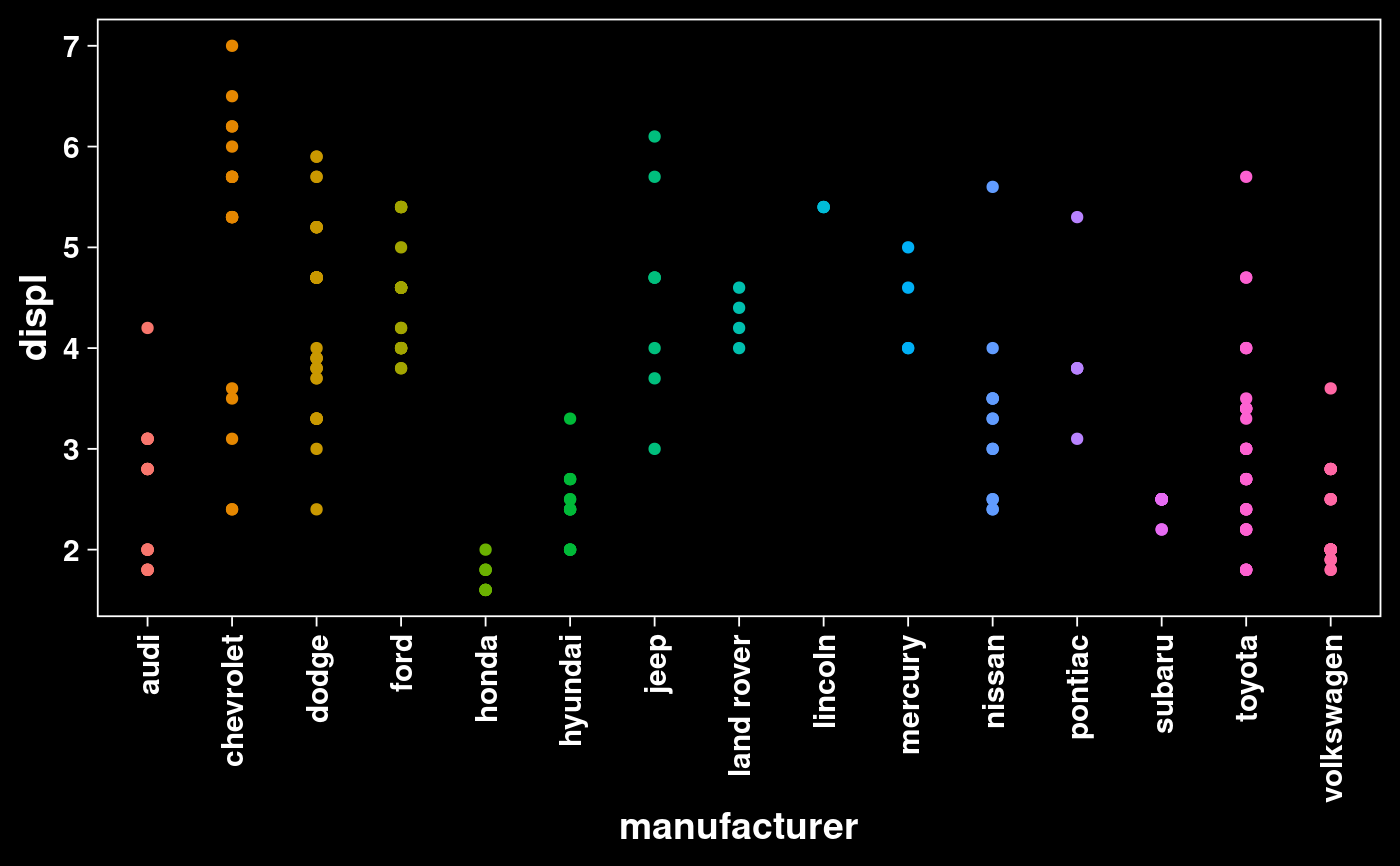 displ
7
6
5
4
3
2
audi
chevrolet
dodge
ford
honda
hyundai
jeep
land rover
lincoln
mercury
nissan
pontiac
subaru
toyota
volkswagen
manufacturer